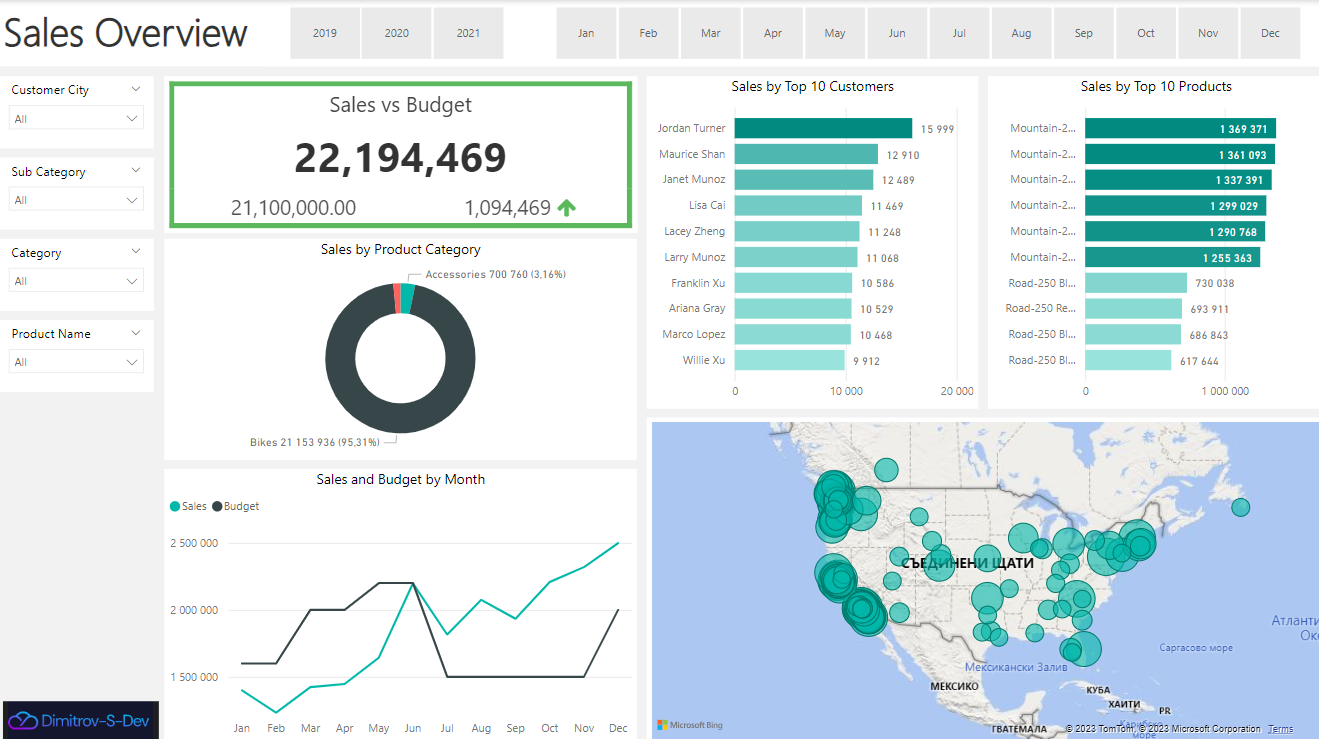 Sales Overview
2019 2020 2021
Jan Feb Mar Apr May Jun Jul Aug Sep Oct Nov Dec
Customer City
All
Sub Category
All
Category
All
Product Name
All
Sales vs Budget
22,194,469
21,100,000.00 1,094,469
Sales by Product Category
Accessories 700 760 (3,16%)
Bikes 21 153 936 (95,31%)
Sales and Budget by Month
Sales Budget
2 500 000
2 000 000
1 500 000
Jan Feb Mar Apr May Jun Jul Aug Sep Oct Nov Dec
Sales by Top 10 Customers
Jordan Turner 15 999
Maurice Shan 12 910
Janet Munoz 12 489
Lisa Cai 11 469
Lacey Zheng 11 248
Larry Munoz 11 068
Franklin Xu 10 586
Ariana Gray 10 529
Marco Lopez 10 468
Willie Xu 9 912
0 10 000 20 000
Sales by Top 10 Products
Mountain-2... 1 369 371
Mountain-2... 1 361 093
Mountain-2... 1 337 391
Mountain-2... 1 299 029
Mountain-2... 1 290 768
Mountain-2... 1 255 363
Road-250 Bl... 730 038
Road-250 Re... 693 911
Road-250 Bl... 686 843
Road-250 Bl... 617 644
0 1 000 000
СЪЕДИНЕНИ ЩАТИ
Атланти
Ок
Саргасово море
Мексикански Залив
МЕКСИКО
КУБА
ХАИТИ
PR
Карибско
море
ГВАТЕМАЛА
Microsoft Bing
© 2023 TomTom, © 2023 Microsoft Corporation Terms
Dimitrov-S-Dev